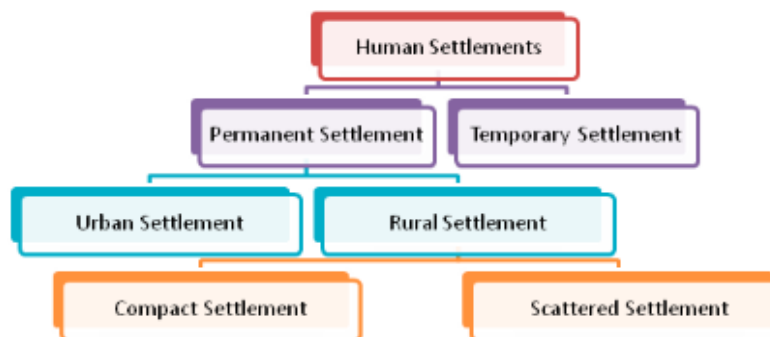 Human Settlements
Permanent Settlement
Temporary Settlement
Urban Settlement
Rural Settlement
Compact Settlement
Scattered Settlement